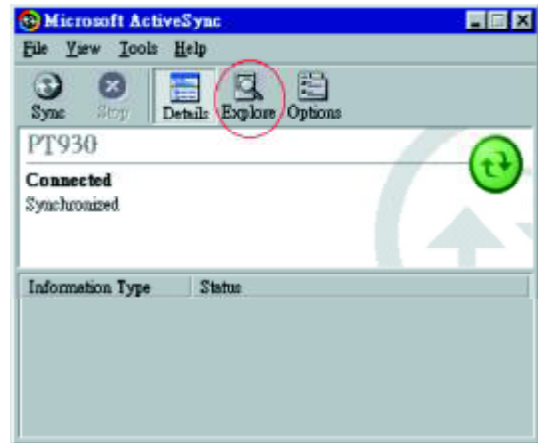 Microsoft ActiveSync
File View Tools Help
Sync Stop Details Explore Options
PT930
Connected
Synchronized
Information Type Status